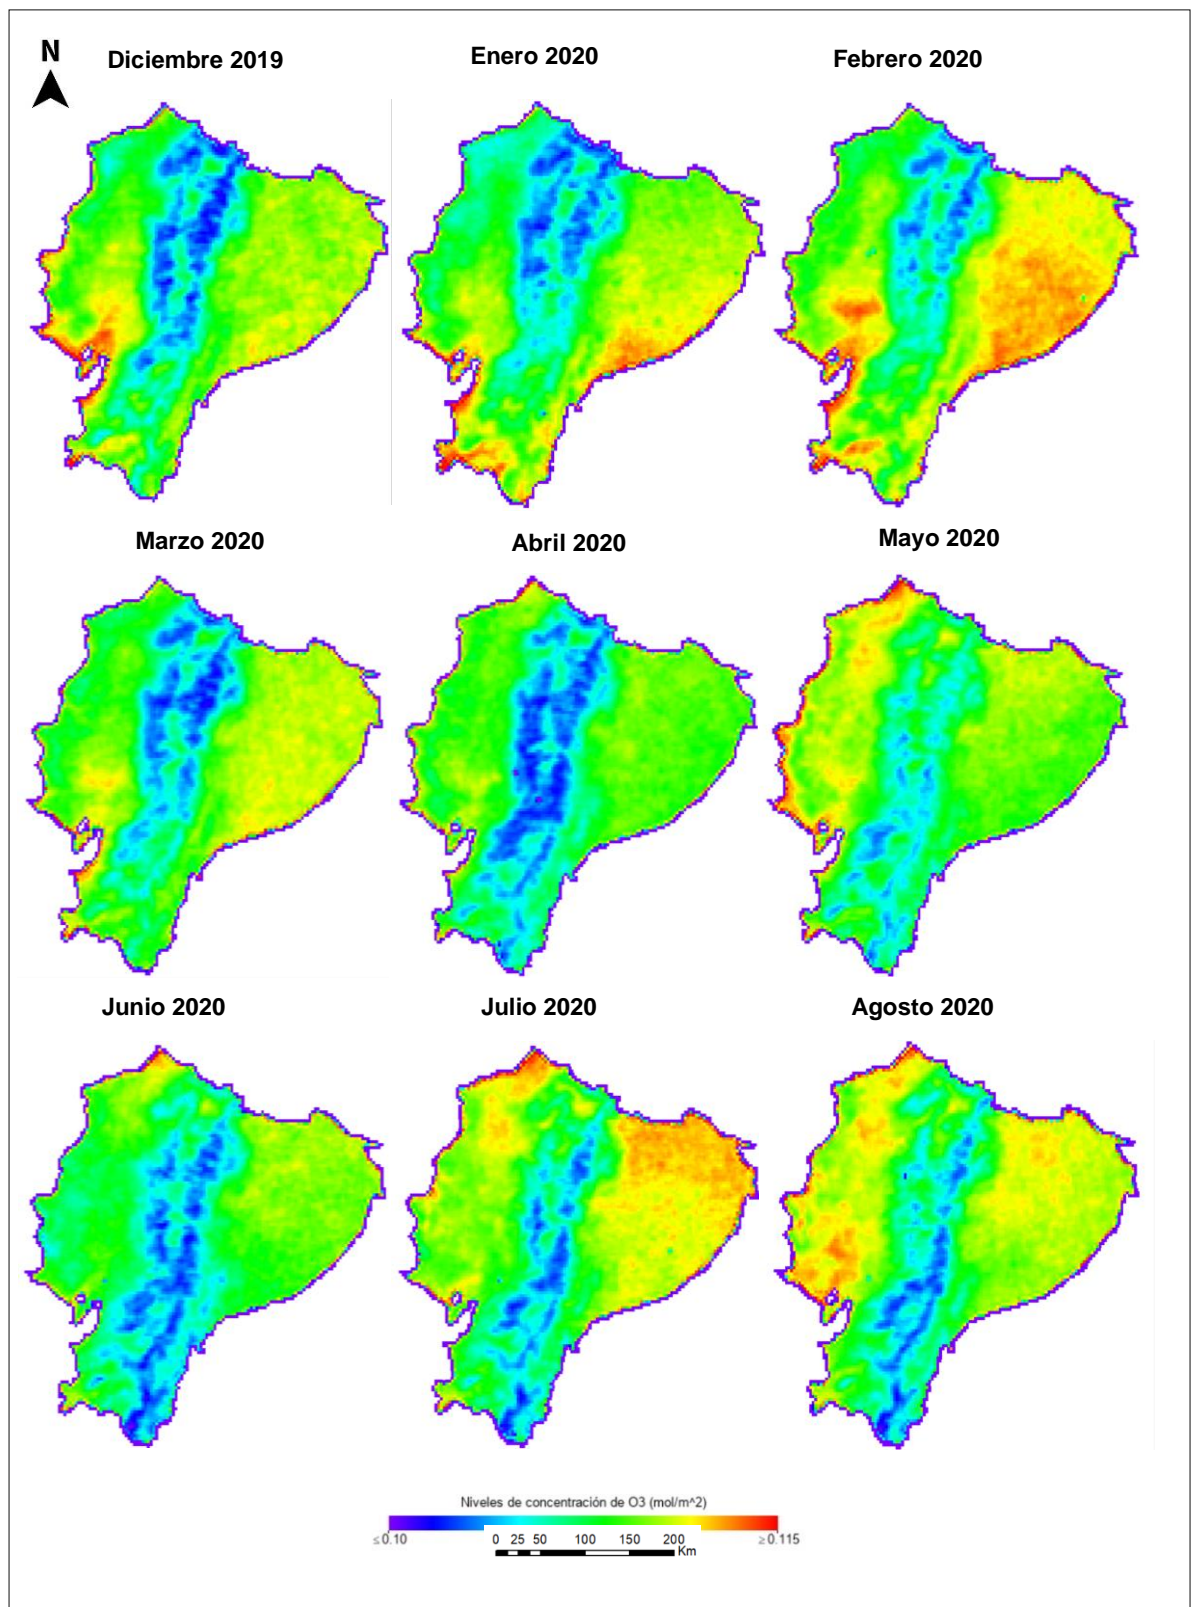 N
Diciembre 2019
Enero 2020
Febrero 2020
Marzo 2020
Abril 2020
Mayo 2020
Junio 2020
Julio 2020
Agosto 2020
Niveles de concentración de O3 (mol/m^2)
≤0.10
≥0.115
0 25 50 100 150 200
Km